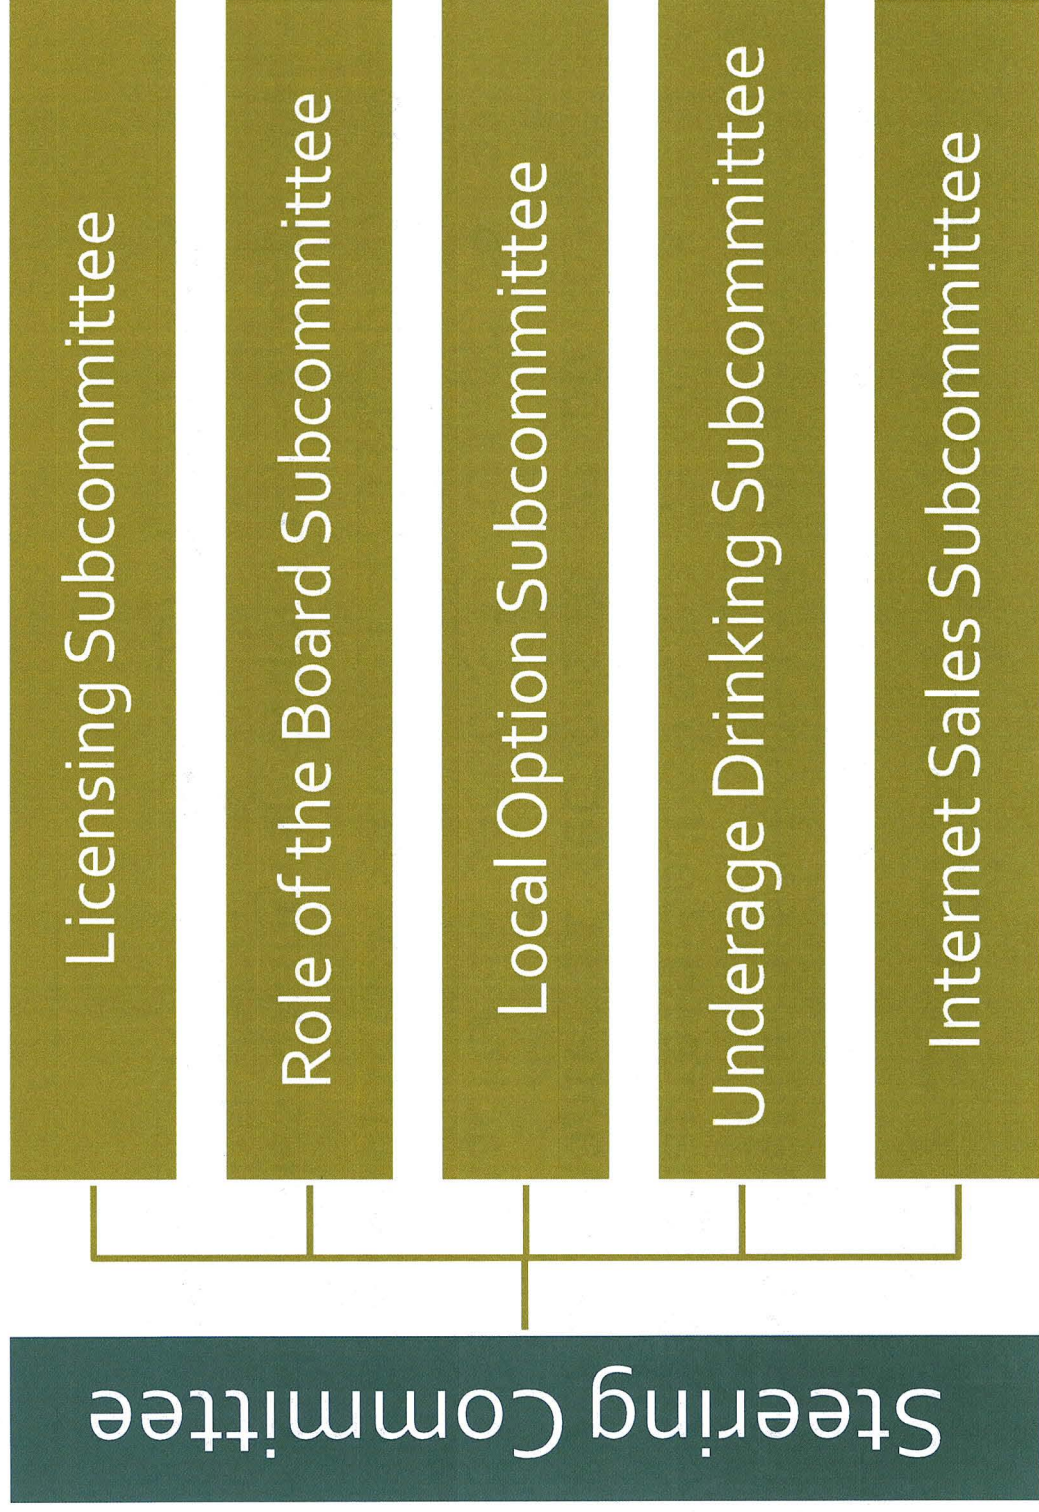 Steering Committee
Licensing Subcommittee
Role of the Board Subcommittee
Local Option Subcommittee
Underage Drinking Subcommittee
Internet Sales Subcommittee